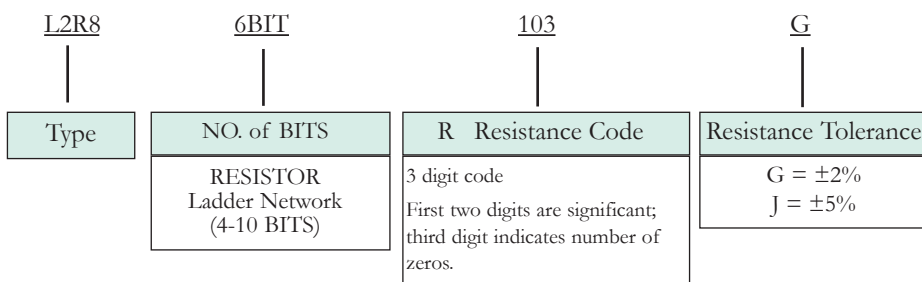 L2R8 6BIT 103 G
Type NO. of BITS R Resistance Code Resistance Tolerance
RESISTOR
Ladder Network
(4-10 BITS)
3 digit code
First two digits are significant;
third digit indicates number of
zeros.
G = ±2%
J = ±5%